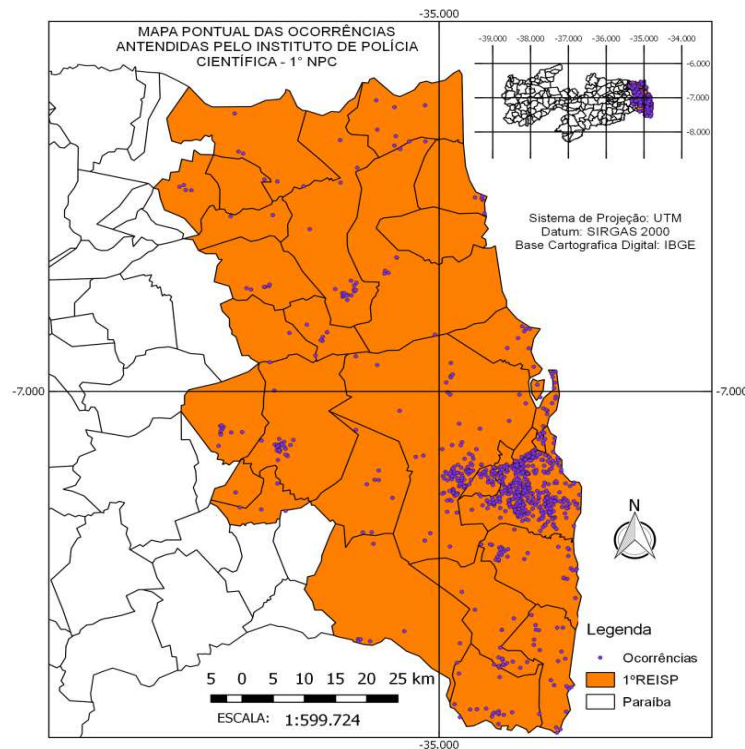 MAPA PONTUAL DAS OCORRÊNCIAS
ANTENDIDAS PELO INSTITUTO DE POLÍCIA
CIENTÍFICA - 1° NPC
-35.000
-39.000 -38.000 -37.000 -36.000 -35.000 -34.000
-6.000
-7.000
-8.000
Sistema de Projeção: UTM
Datum: SIRGAS 2000
Base Cartografica Digital: IBGE
-7.000
-7.000
N
Legenda
Ocorrências
1ºREISP
Paraíba
5 0 5 10 15 20 25 km
ESCALA: 1:599.724
-35.000